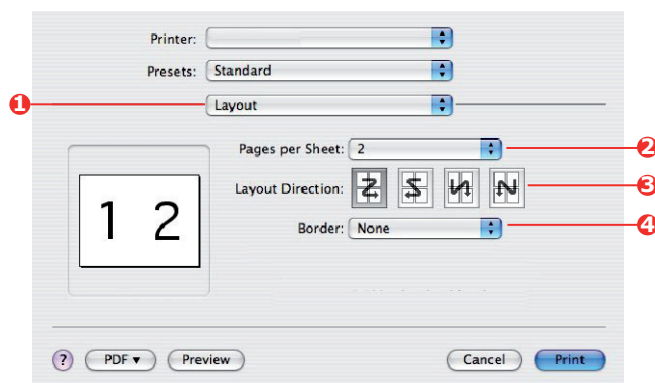 Printer:
Presets: Standard
1 Layout
Pages per Sheet: 2 2
Layout Direction: 3
Border: None 4
1 2
? PDF Preview Cancel Print